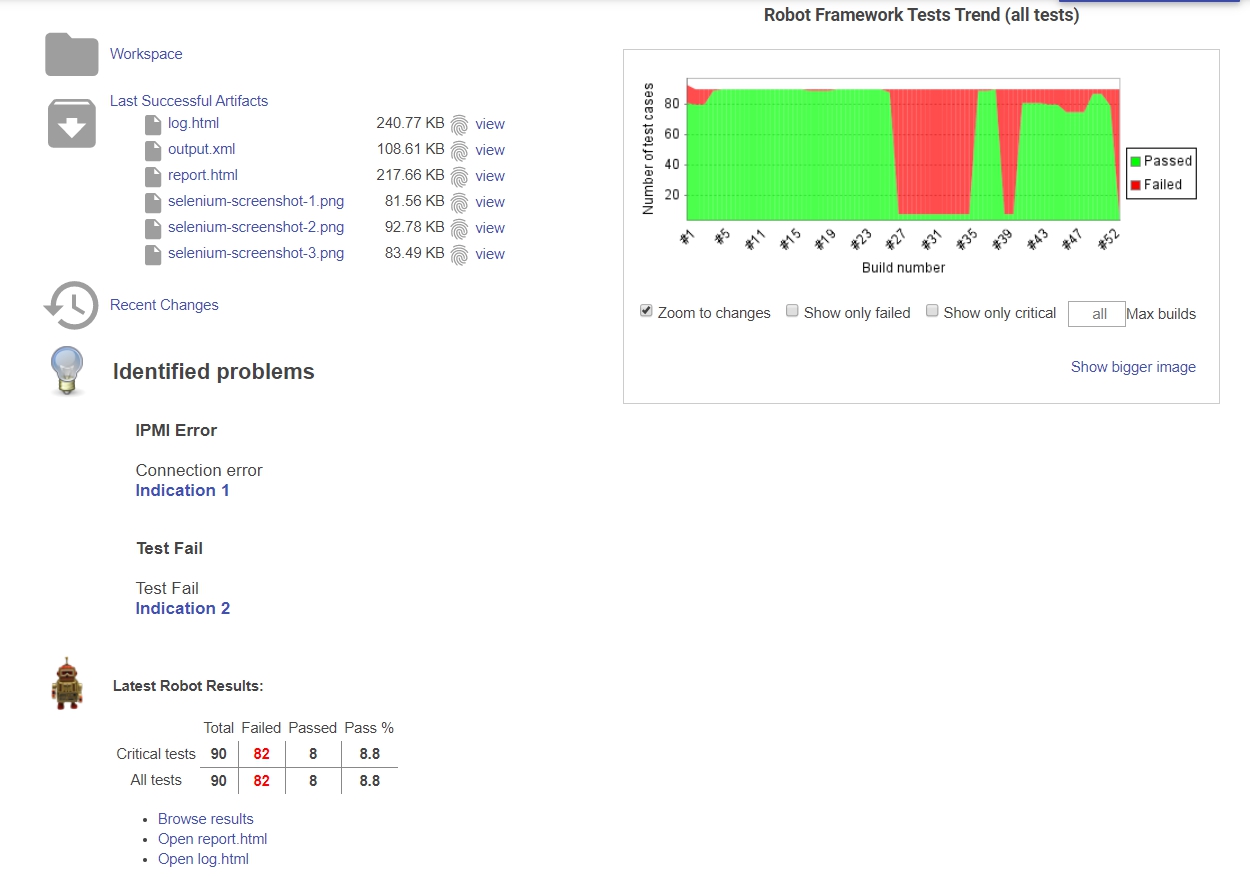 Workspace
Last Successful Artifacts
log.html 240.77 KB view
output.xml 108.61 KB view
report.html 217.66 KB view
selenium-screenshot-1.png 81.56 KB view
selenium-screenshot-2.png 92.78 KB view
selenium-screenshot-3.png 83.49 KB view
Recent Changes
Identified problems
IPMI Error
Connection error
Indication 1
Test Fail
Test Fail
Indication 2
Latest Robot Results:
Total Failed Passed Pass %
Critical tests 90 82 8 8.8
All tests 90 82 8 8.8
• Browse results
• Open report.html
• Open log.html
Robot Framework Tests Trend (all tests)
Number of test cases
80
60
40
20
#1 #5 #11 #15 #19 #23 #27 #31 #35 #39 #43 #47 #52
Build number
Passed
Failed
Zoom to changes Show only failed Show only critical all Max builds
Show bigger image